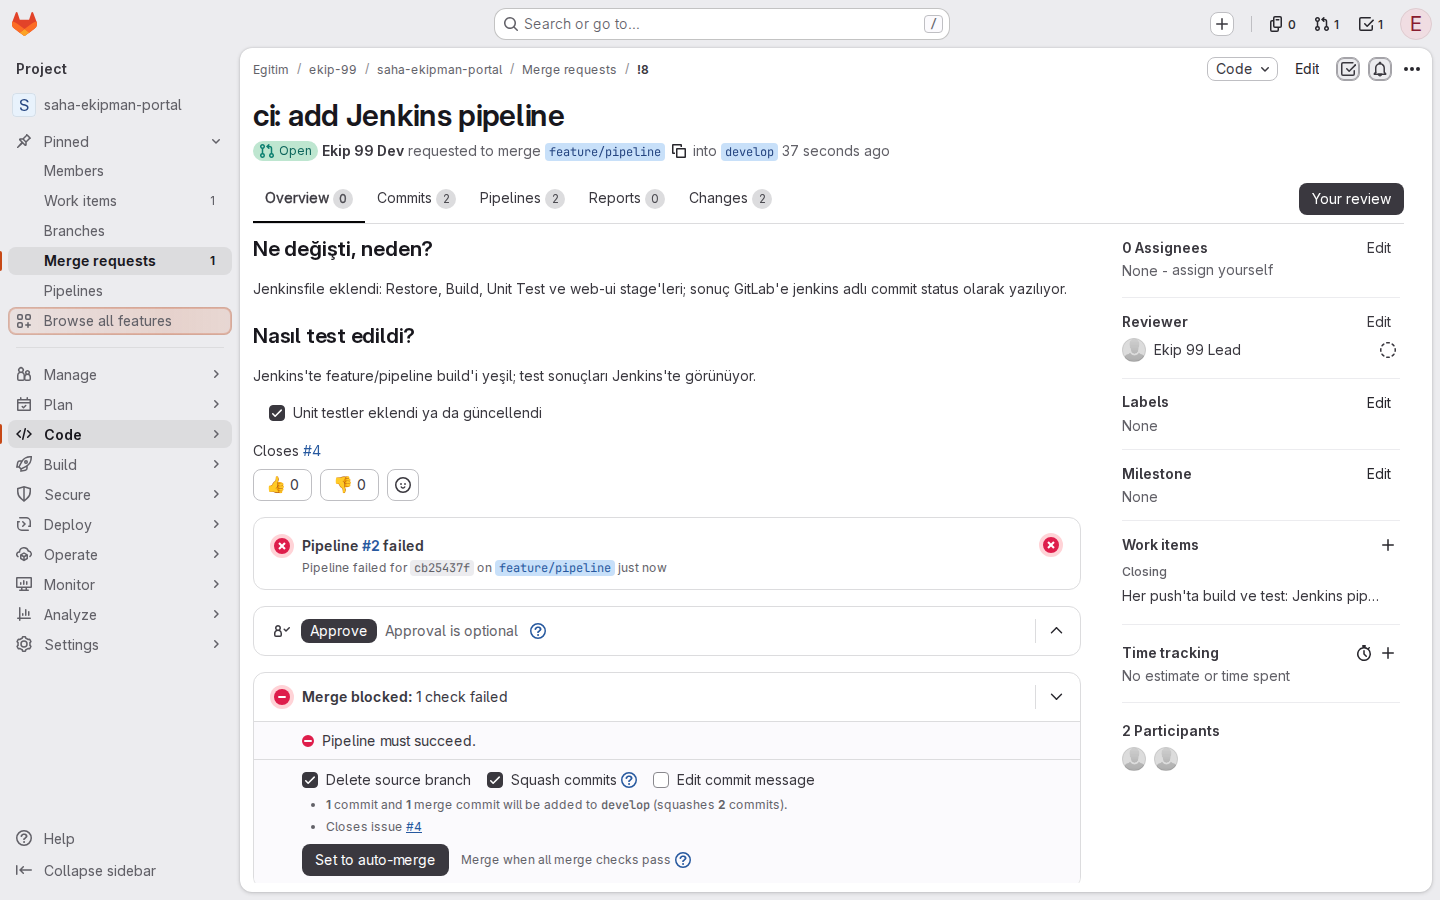 Search or go to...
/
0
1
1
E
Project
S
saha-ekipman-portal
Pinned
Members
Work items 1
Branches
Merge requests 1
Pipelines
Browse all features
Manage
Plan
Code
Build
Secure
Deploy
Operate
Monitor
Analyze
Settings
Help
Collapse sidebar
Egitim / ekip-99 / saha-ekipman-portal / Merge requests / !8
Code
Edit
ci: add Jenkins pipeline
Open Ekip 99 Dev requested to merge feature/pipeline into develop 37 seconds ago
Overview 0 Commits 2 Pipelines 2 Reports 0 Changes 2
Your review
Ne değişti, neden?
Jenkinsfile eklendi: Restore, Build, Unit Test ve web-ui stage'leri; sonuç GitLab'e jenkins adlı commit status olarak yazılıyor.
Nasıl test edildi?
Jenkins'te feature/pipeline build'i yeşil; test sonuçları Jenkins'te görünüyor.
Unit testler eklendi ya da güncellendi
Closes #4
👍 0 👎 0
Pipeline #2 failed
Pipeline failed for cb25437f on feature/pipeline just now
Approve Approval is optional
Merge blocked: 1 check failed
Pipeline must succeed.
Delete source branch Squash commits Edit commit message
1 commit and 1 merge commit will be added to develop (squashes 2 commits).
Closes issue #4
Set to auto-merge Merge when all merge checks pass
0 Assignees Edit
None - assign yourself
Reviewer Edit
Ekip 99 Lead
Labels Edit
None
Milestone Edit
None
Work items
Closing
Her push'ta build ve test: Jenkins pip...
Time tracking
No estimate or time spent
2 Participants